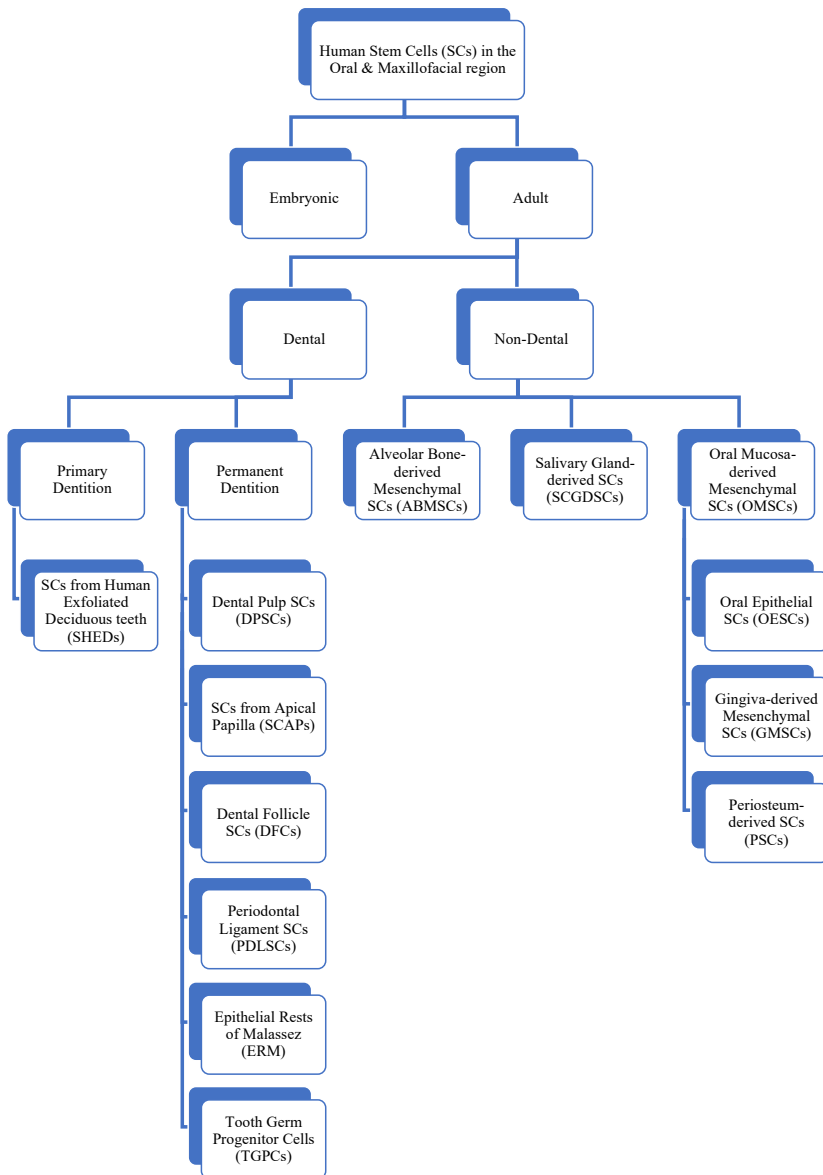 Human Stem Cells (SCs) in the
Oral & Maxillofacial region
Embryonic
Adult
Dental
Non-Dental
Primary
Dentition
Permanent
Dentition
Alveolar Bone-
derived
Mesenchymal
SCs (ABMSCs)
Salivary Gland-
derived SCs
(SCGDSCs)
Oral Mucosa-
derived
Mesenchymal
SCs (OMSCs)
SCs from Human
Exfoliated
Deciduous teeth
(SHEDs)
Dental Pulp SCs
(DPSCs)
SCs from Apical
Papilla (SCAPs)
Dental Follicle
SCs (DFCs)
Periodontal
Ligament SCs
(PDLSCs)
Epithelial Rests
of Malassez
(ERM)
Tooth Germ
Progenitor Cells
(TGPCs)
Oral Epithelial
SCs (OESCs)
Gingiva-derived
Mesenchymal
SCs (GMSCs)
Periosteum-
derived SCs
(PSCs)